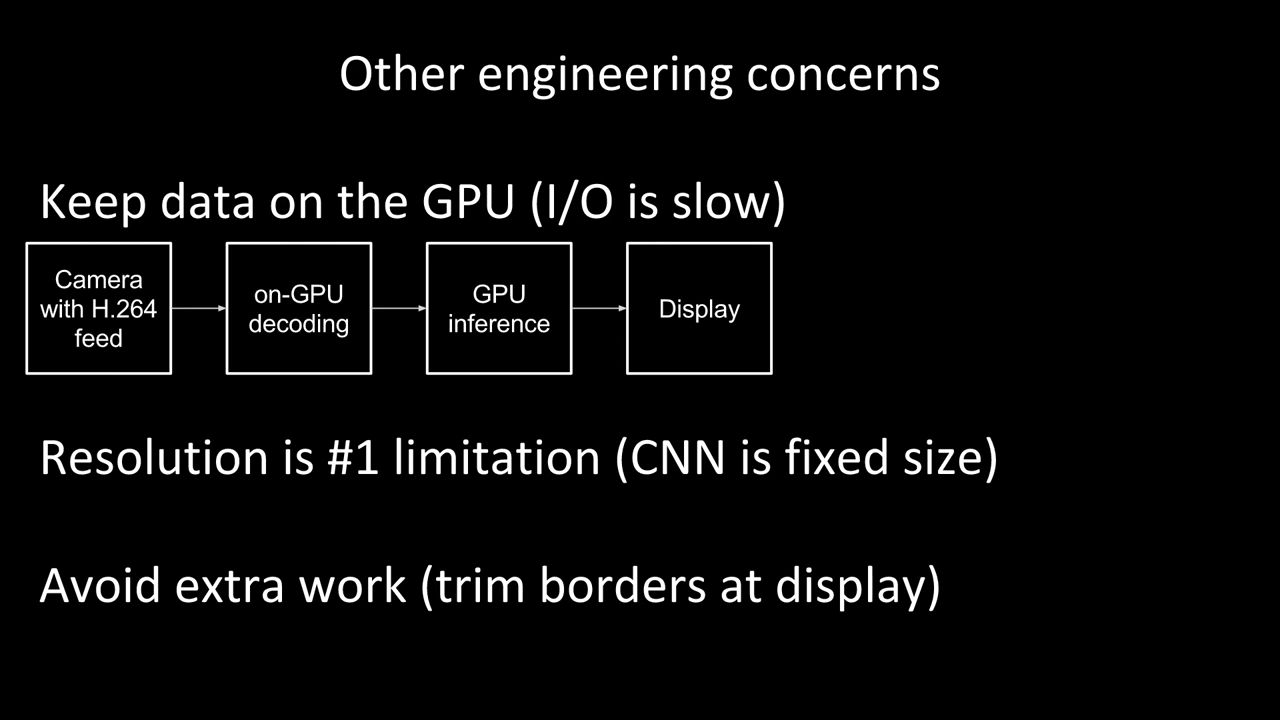 Other engineering concerns
Keep data on the GPU (I/O is slow)
Camera
with H.264
feed
on-GPU
decoding
GPU
inference
Display
Resolution is #1 limitation (CNN is fixed size)
Avoid extra work (trim borders at display)